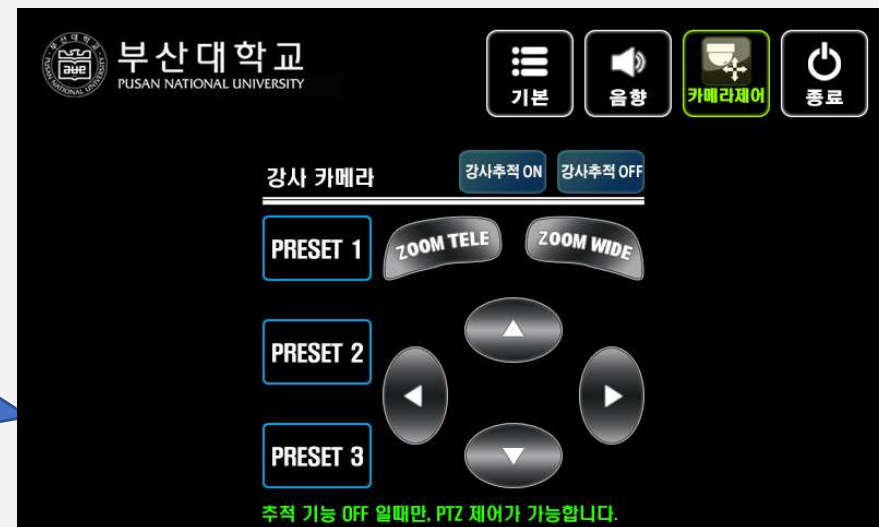 부산대학교
PUSAN NATIONAL UNIVERSITY
기본
음향
카메라제어
종료
강사 카메라
강사추적 ON
강사추적 OFF
PRESET 1
ZOOM TELE
ZOOM WIDE
PRESET 2
PRESET 3
추적 기능 OFF 일때만, PTZ 제어가 가능합니다.